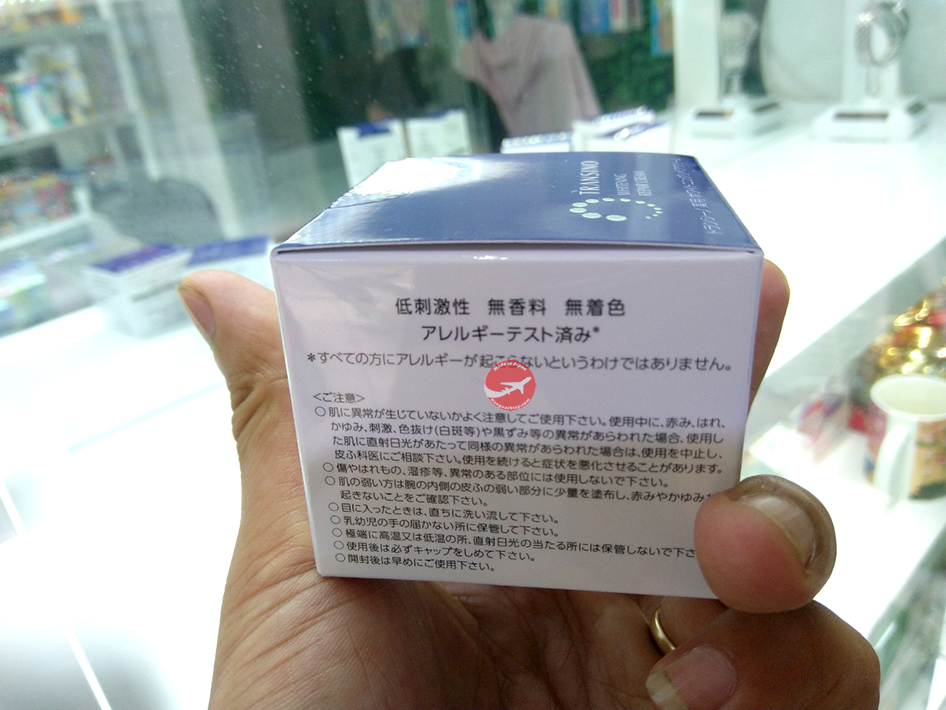 TRANSINO
WHITENING
REPAIR CREAM
低刺激性 無香料 無着色
アレルギーテスト済み*
*すべての方にアレルギーが起こらないというわけではありません。
<ご注意>
○肌に異常が生じていないかよく注意してご使用下さい。使用中に、赤み、はれ、
かゆみ、刺激、色抜け(白斑等)や黒ずみ等の異常があらわれた場合、使用し
た肌に直射日光があたって同様の異常があらわれた場合は、使用を中止し、
皮ふ科医にご相談下さい。使用を続けると症状を悪化させることがあります。
○傷やはれもの、湿疹等、異常のある部位には使用しないで下さい。
○肌の弱い方は腕の内側の皮ふの弱い部分に少量を塗布し、赤みやかゆみが
起きないことをご確認下さい。
○目に入ったときは、直ちに洗い流して下さい。
○乳幼児の手の届かない所に保管して下さい。
○極端に高温又は低温の所、直射日光の当たる所には保管しないで下さ
○使用後は必ずキャップをしめて下さい。
○開封後は早めにご使用下さい。